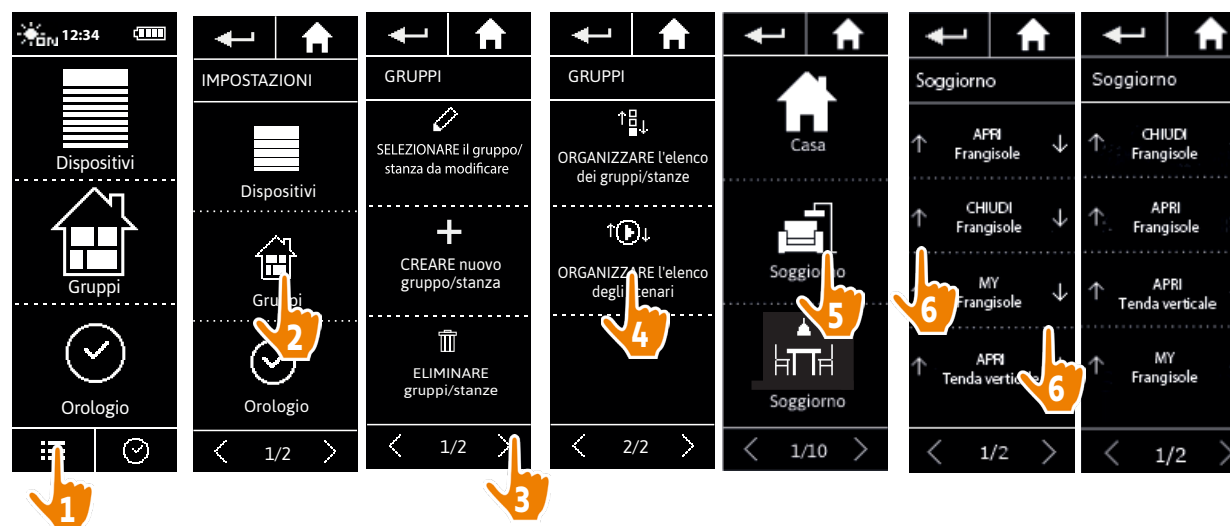 ON 12:34
Dispositivi
Gruppi
Orologio
1
IMPOSTAZIONI
Dispositivi
Gruppi
2
Orologio
1/2
GRUPPI
SELEZIONARE il gruppo/
stanza da modificare
CREARE nuovo
gruppo/stanza
ELIMINARE
gruppi/stanze
1/2
3
GRUPPI
ORGANIZZARE l'elenco
dei gruppi/stanze
ORGANIZZARE l'elenco
degli scenari
4
2/2
Casa
Soggiorno
5
Soggiorno
1/10
Soggiorno
APRI
Frangisole
CHIUDI
Frangisole
MY
Frangisole
6
APRI
Tenda verticale
6
1/2
Soggiorno
CHIUDI
Frangisole
APRI
Frangisole
APRI
Tenda verticale
MY
Frangisole
1/2